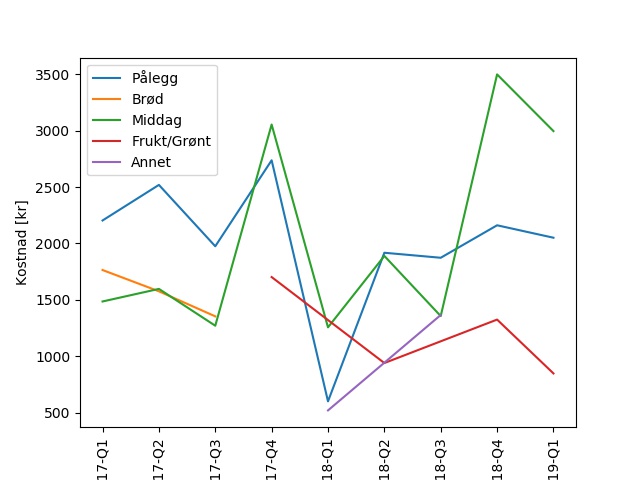 Pålegg
Brød
Middag
Frukt/Grønt
Annet
Kostnad [kr]
3500
3000
2500
2000
1500
1000
500
17-Q1
17-Q2
17-Q3
17-Q4
18-Q1
18-Q2
18-Q3
18-Q4
19-Q1